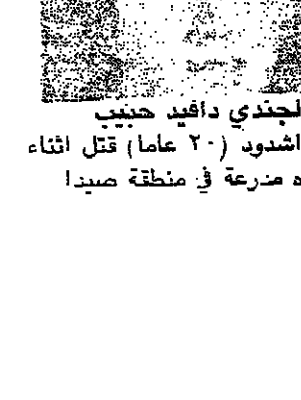 لجندي دافيد حبيب
اشدود (٢٠ عاما) قتل اثناء
ه مدرعة في منطقة صيدا